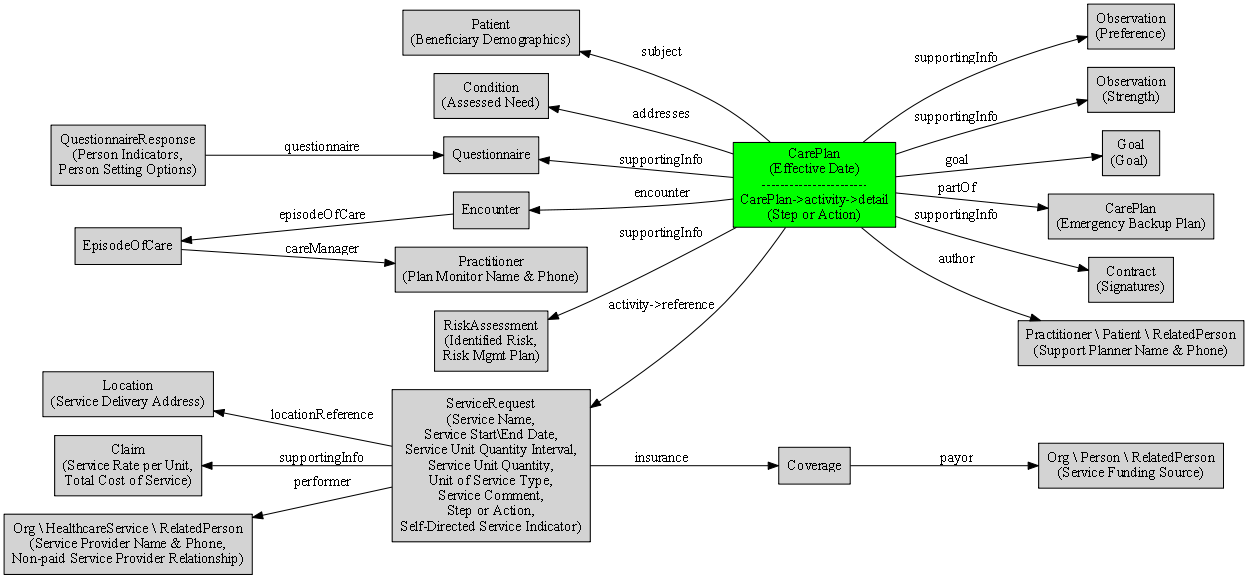 Patient
(Beneficiary Demographics)
subject
Observation
(Preference)
supportingInfo
Condition
(Assessed Need)
addresses
Observation
(Strength)
supportingInfo
QuestionnaireResponse
(Person Indicators,
Person Setting Options)
questionnaire
Questionnaire
supportingInfo
CarePlan
(Effective Date)
--------------------------
CarePlan->activity->detail
(Step or Action)
goal
Goal
(Goal)
partOf
CarePlan
(Emergency Backup Plan)
encounter
Encounter
episodeOfCare
EpisodeOfCare
careManager
Practitioner
(Plan Monitor Name & Phone)
supportingInfo
supportingInfo
Contract
(Signatures)
author
Practitioner \ Patient \ RelatedPerson
(Support Planner Name & Phone)
RiskAssessment
(Identified Risk,
Risk Mgmt Plan)
activity->reference
Location
(Service Delivery Address)
locationReference
Claim
(Service Rate per Unit,
Total Cost of Service)
supportingInfo
performer
Org \ HealthcareService \ RelatedPerson
(Service Provider Name & Phone,
Non-paid Service Provider Relationship)
ServiceRequest
(Service Name,
Service Start\End Date,
Service Unit Quantity Interval,
Service Unit Quantity,
Unit of Service Type,
Service Comment,
Step or Action,
Self-Directed Service Indicator)
insurance
Coverage
payor
Org \ Person \ RelatedPerson
(Service Funding Source)